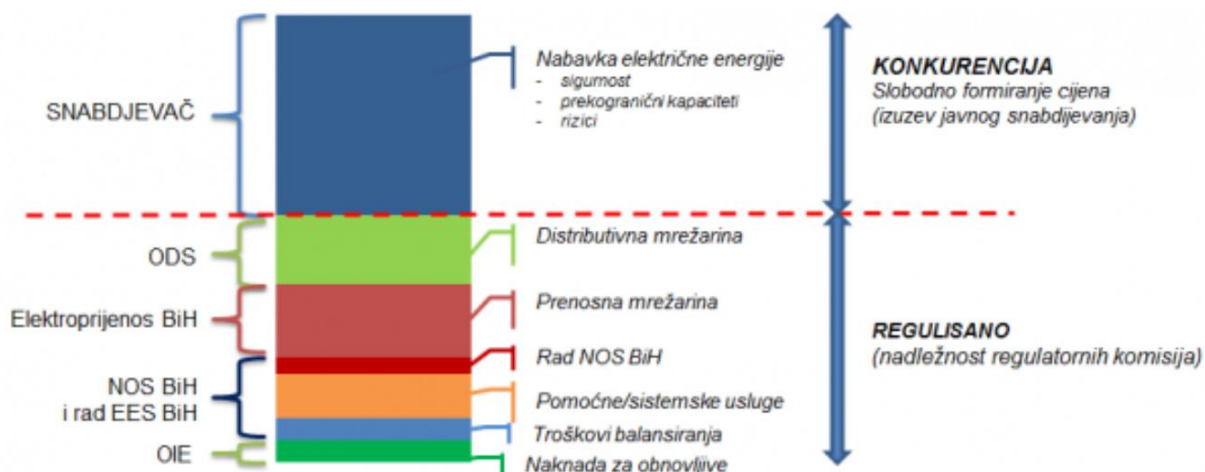 SNABDJEVAČ
ODS
Elektroprijenos BiH
NOS BiH
i rad EES BiH
OIE
Nabavka električne energije
- sigurnost
- prekogranični kapaciteti
- rizici
Distributivna mrežarina
Prenosna mrežarina
Rad NOS BiH
Pomoćne/sistemske usluge
Troškovi balansiranja
Naknada za obnovljive
KONKURENCIJA
Slobodno formiranje cijena
(izuzev javnog snabdijevanja)
REGULISANO
(nadležnost regulatornih komisija)